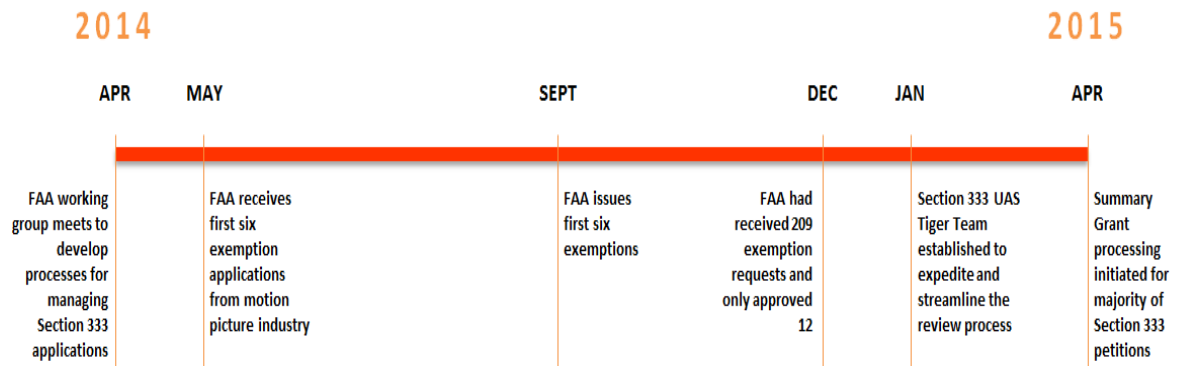 2014
2015
APR
MAY
SEPT
DEC
JAN
APR
FAA working
group meets to
develop
processes for
managing
Section 333
applications
FAA receives
first six
exemption
applications
from motion
picture industry
FAA issues
first six
exemptions
FAA had
received 209
exemption
requests and
only approved
12
Section 333 UAS
Tiger Team
established to
expedite and
streamline the
review process
Summary
Grant
processing
initiated for
majority of
Section 333
petitions